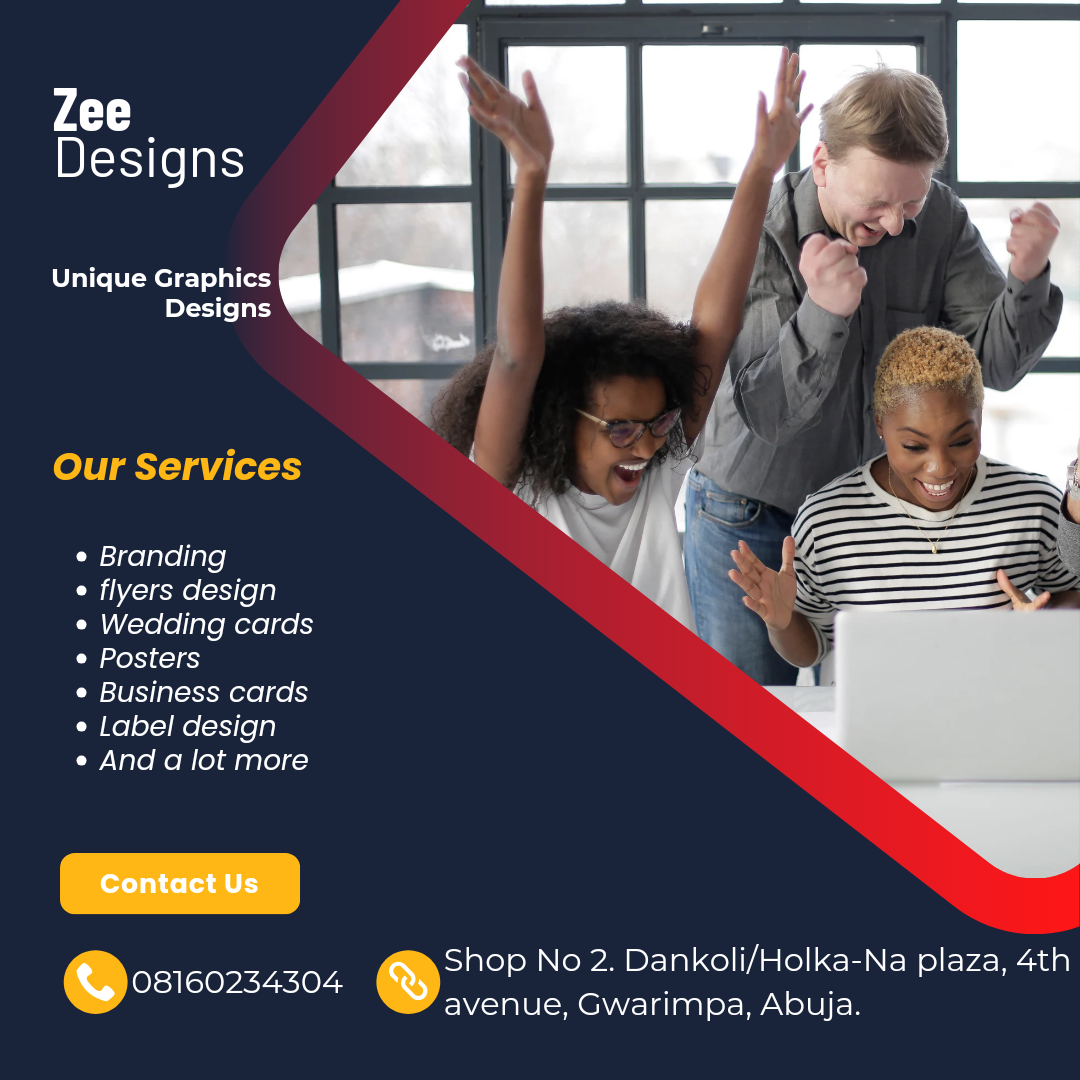 Zee
Designs
Unique Graphics
Designs
Our Services
• Branding
• flyers design
• Wedding cards
• Posters
• Business cards
• Label design
• And a lot more
Contact Us
08160234304
Shop No 2. Dankoli/Holka-Na plaza, 4th
avenue, Gwarimpa, Abuja.